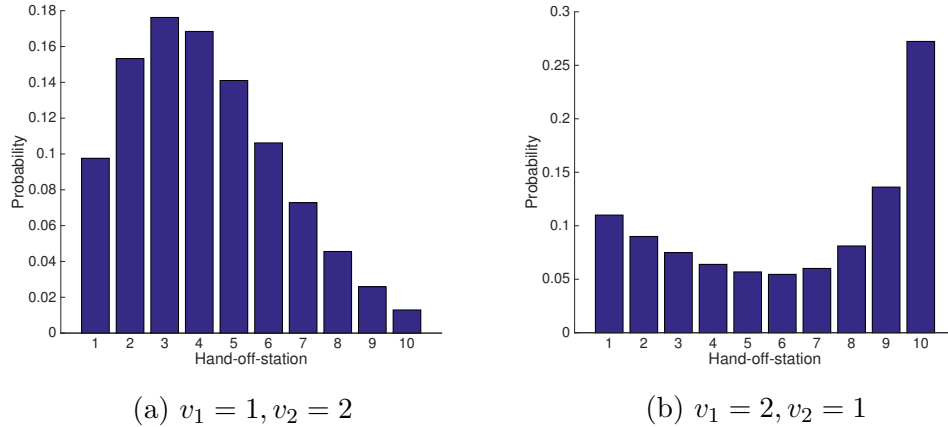 0.18
0.16
0.14
0.12
0.1
0.08
0.06
0.04
0.02
0
Probability
1 2 3 4 5 6 7 8 9 10
Hand-off-station
(a) v₁ = 1, v₂ = 2
0.3
0.25
0.2
0.15
0.1
0.05
0
Probability
1 2 3 4 5 6 7 8 9 10
Hand-off-station
(b) v₁ = 2, v₂ = 1